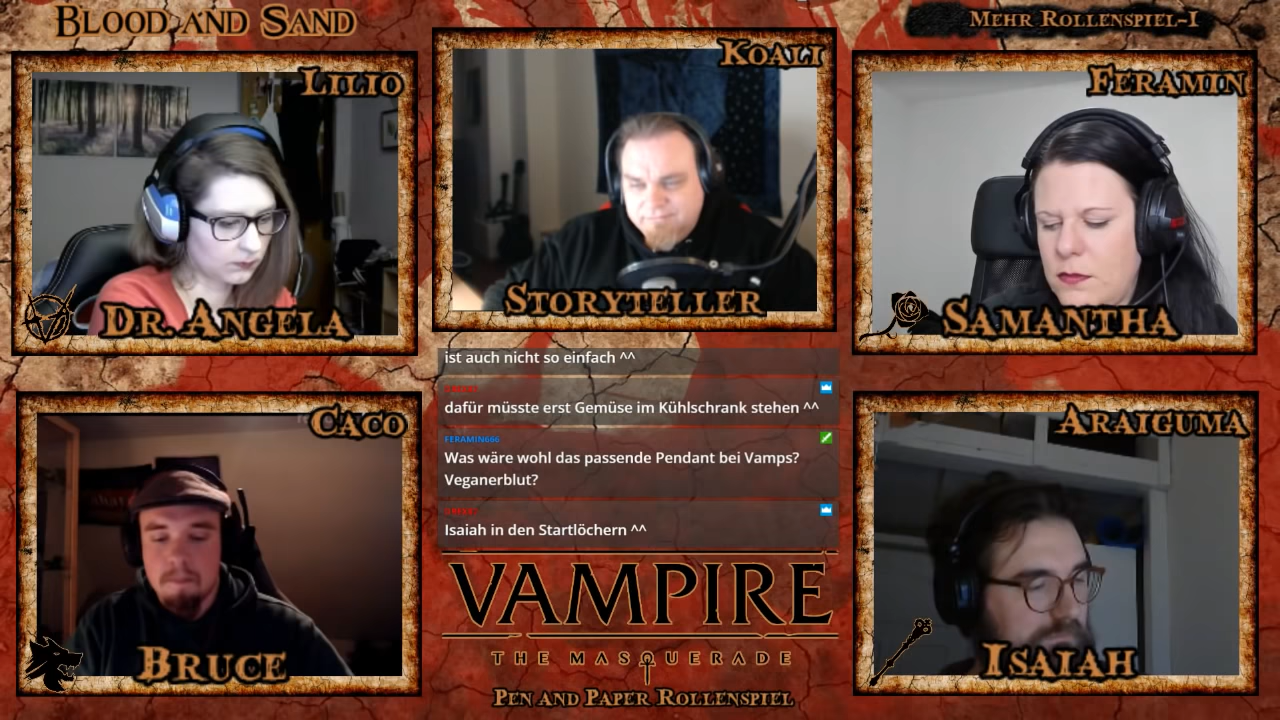 BLOOD AND SAND
MEHR ROLLENSPIEL-I
LILIO
DR. ANGELA
KOALI
STORYTELLER
FERAMIN
SAMANTHA
ist auch nicht so einfach ^^
dafür müsste erst Gemüse im Kühlschrank stehen ^^
FERAMIN666
Was wäre wohl das passende Pendant bei Vamps?
Veganerblut?
Isaiah in den Startlöchern ^^
CACO
BRUCE
ARAIGUMA
ISAIAH
VAMPIRE
THE MASQUERADE
PEN AND PAPER ROLLENSPIEL